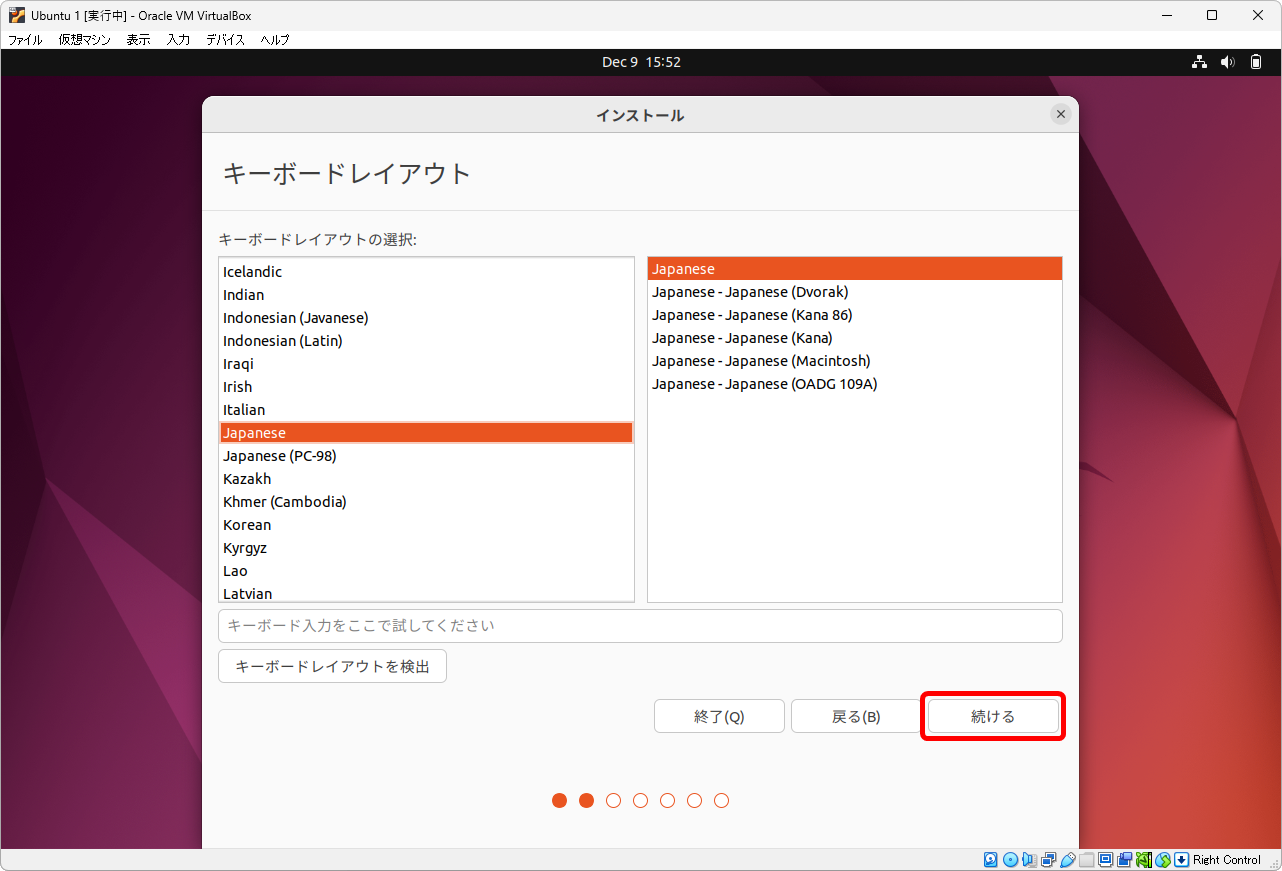 Ubuntu 1 [実行中] - Oracle VM VirtualBox
ファイル 仮想マシン 表示 入力 デバイス ヘルプ
Dec 9 15:52
インストール
キーボードレイアウト
キーボードレイアウトの選択:
Icelandic
Indian
Indonesian (Javanese)
Indonesian (Latin)
Iraqi
Irish
Italian
Japanese
Japanese (PC-98)
Kazakh
Khmer (Cambodia)
Korean
Kyrgyz
Lao
Latvian
Japanese
Japanese - Japanese (Dvorak)
Japanese - Japanese (Kana 86)
Japanese - Japanese (Kana)
Japanese - Japanese (Macintosh)
Japanese - Japanese (OADG 109A)
キーボード入力をここで試してください
キーボードレイアウトを検出
終了(Q) 戻る(B) 続ける
Right Control